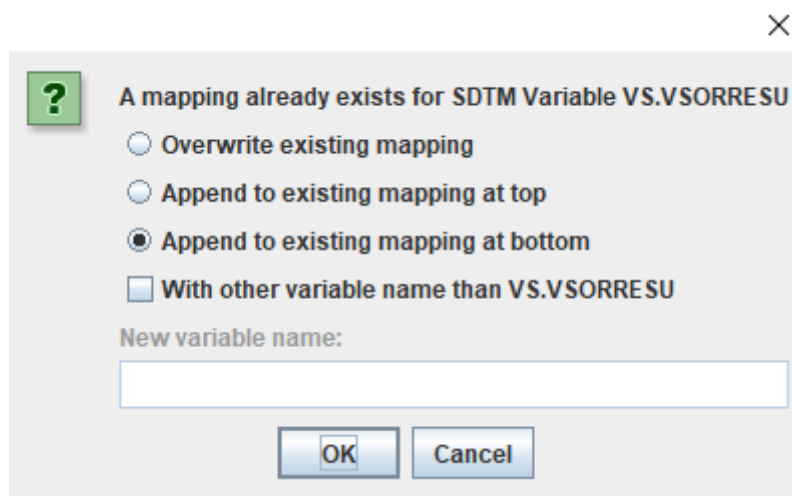 ?
A mapping already exists for SDTM Variable VS.VSORRESU
Overwrite existing mapping
Append to existing mapping at top
Append to existing mapping at bottom
With other variable name than VS.VSORRESU
New variable name:
OK Cancel